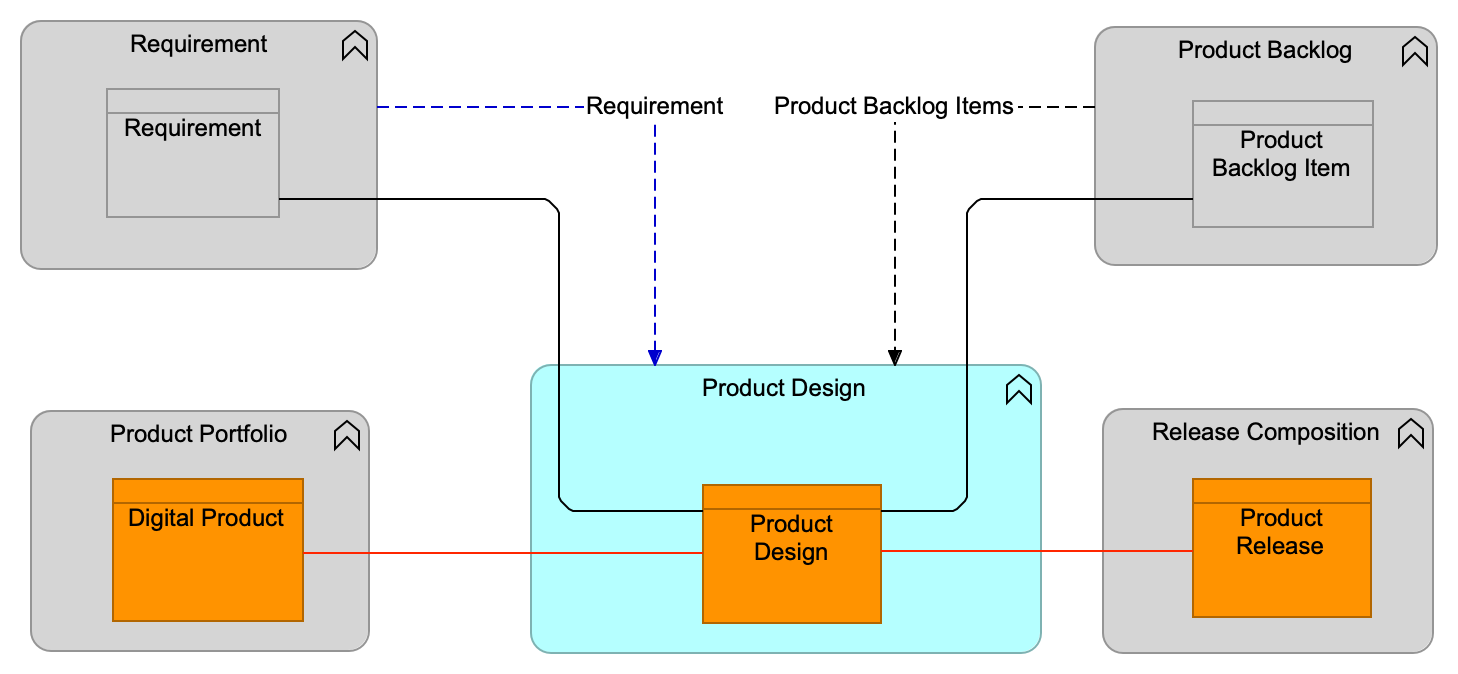 Requirement
Requirement
Requirement
Product Backlog Items
Product Backlog
Product
Backlog Item
Product Portfolio
Digital Product
Product Design
Product
Design
Release Composition
Product
Release